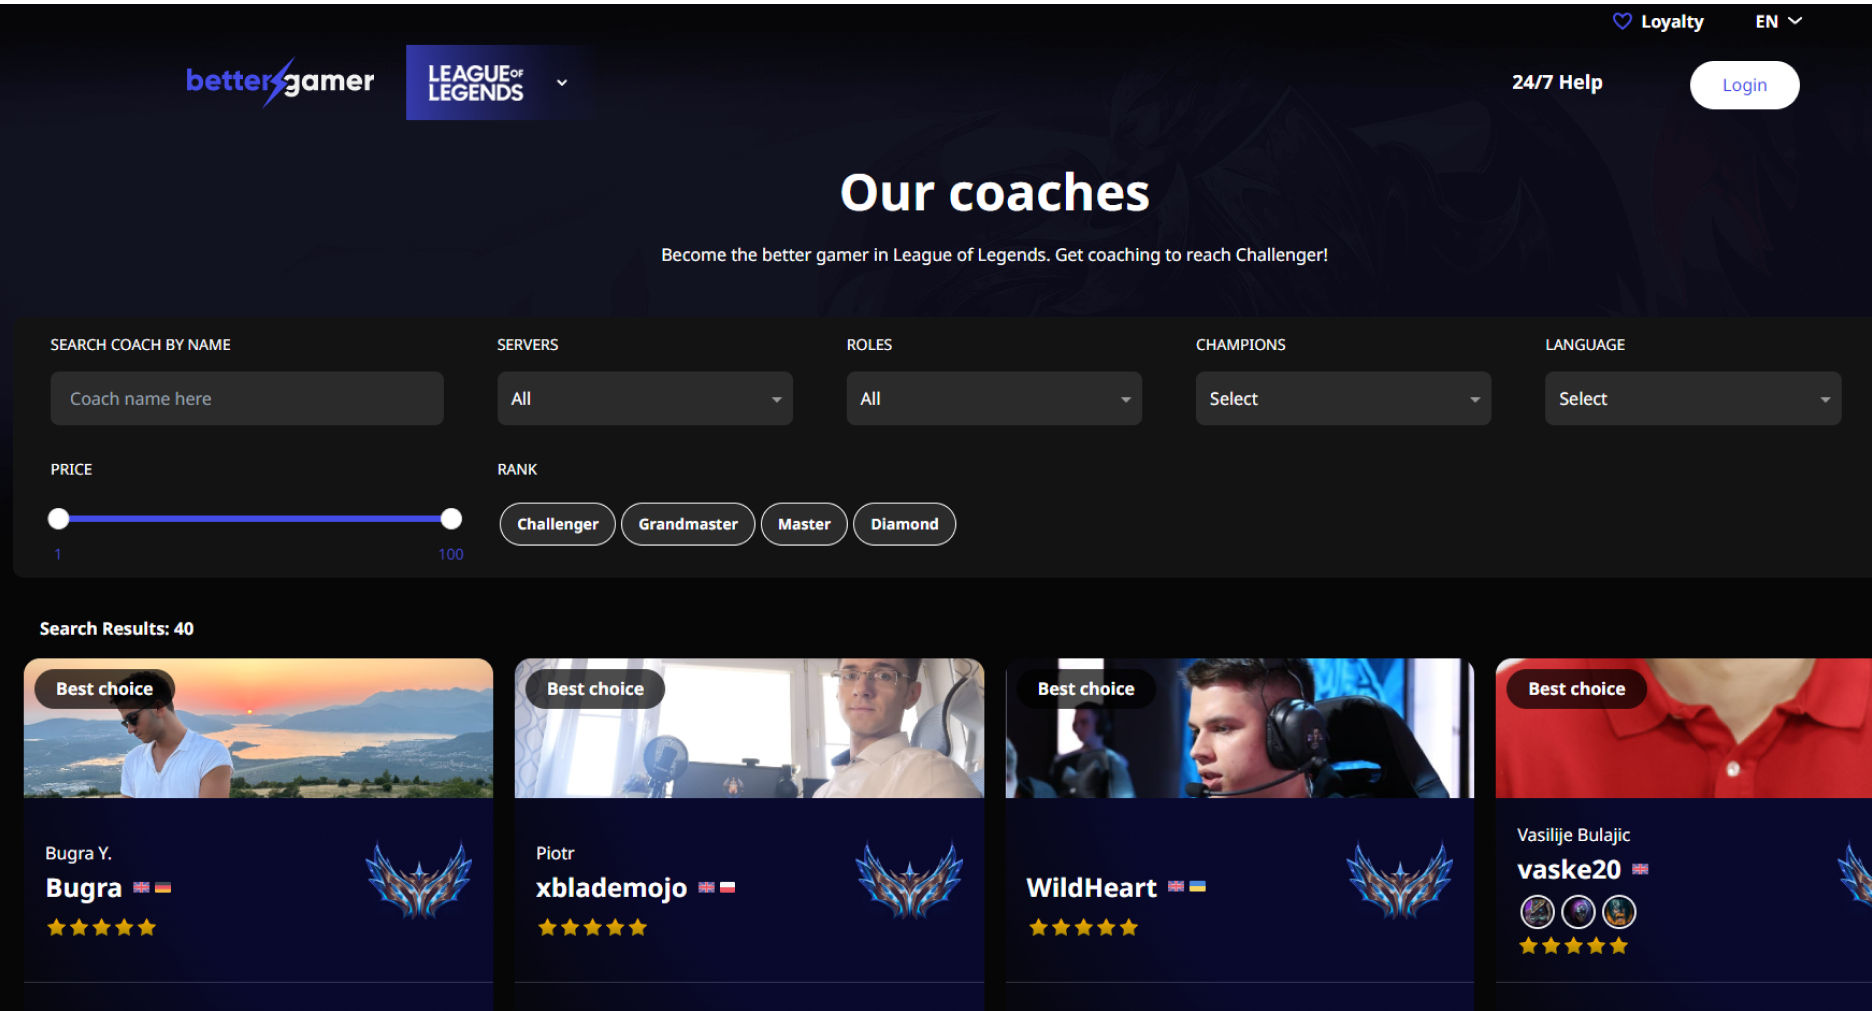 Loyalty
EN
bettergamer
LEAGUE OF
LEGENDS
24/7 Help
Login
Our coaches
Become the better gamer in League of Legends. Get coaching to reach Challenger!
SEARCH COACH BY NAME
SERVERS
ROLES
CHAMPIONS
LANGUAGE
Coach name here
All
All
Select
Select
PRICE
RANK
Challenger
Grandmaster
Master
Diamond
1
100
Search Results: 40
Best choice
Best choice
Best choice
Best choice
Bugra Y.
Bugra
Piotr
xblademojo
WildHeart
Vasilije Bulajic
vaske20